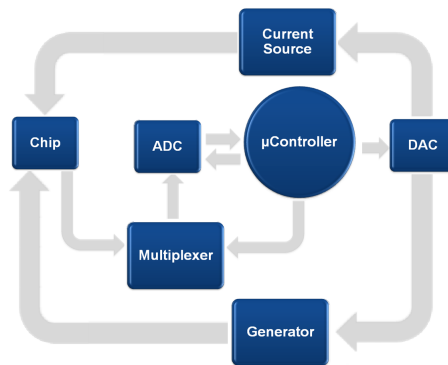 Current
Source
Chip
ADC
µController
DAC
Multiplexer
Generator